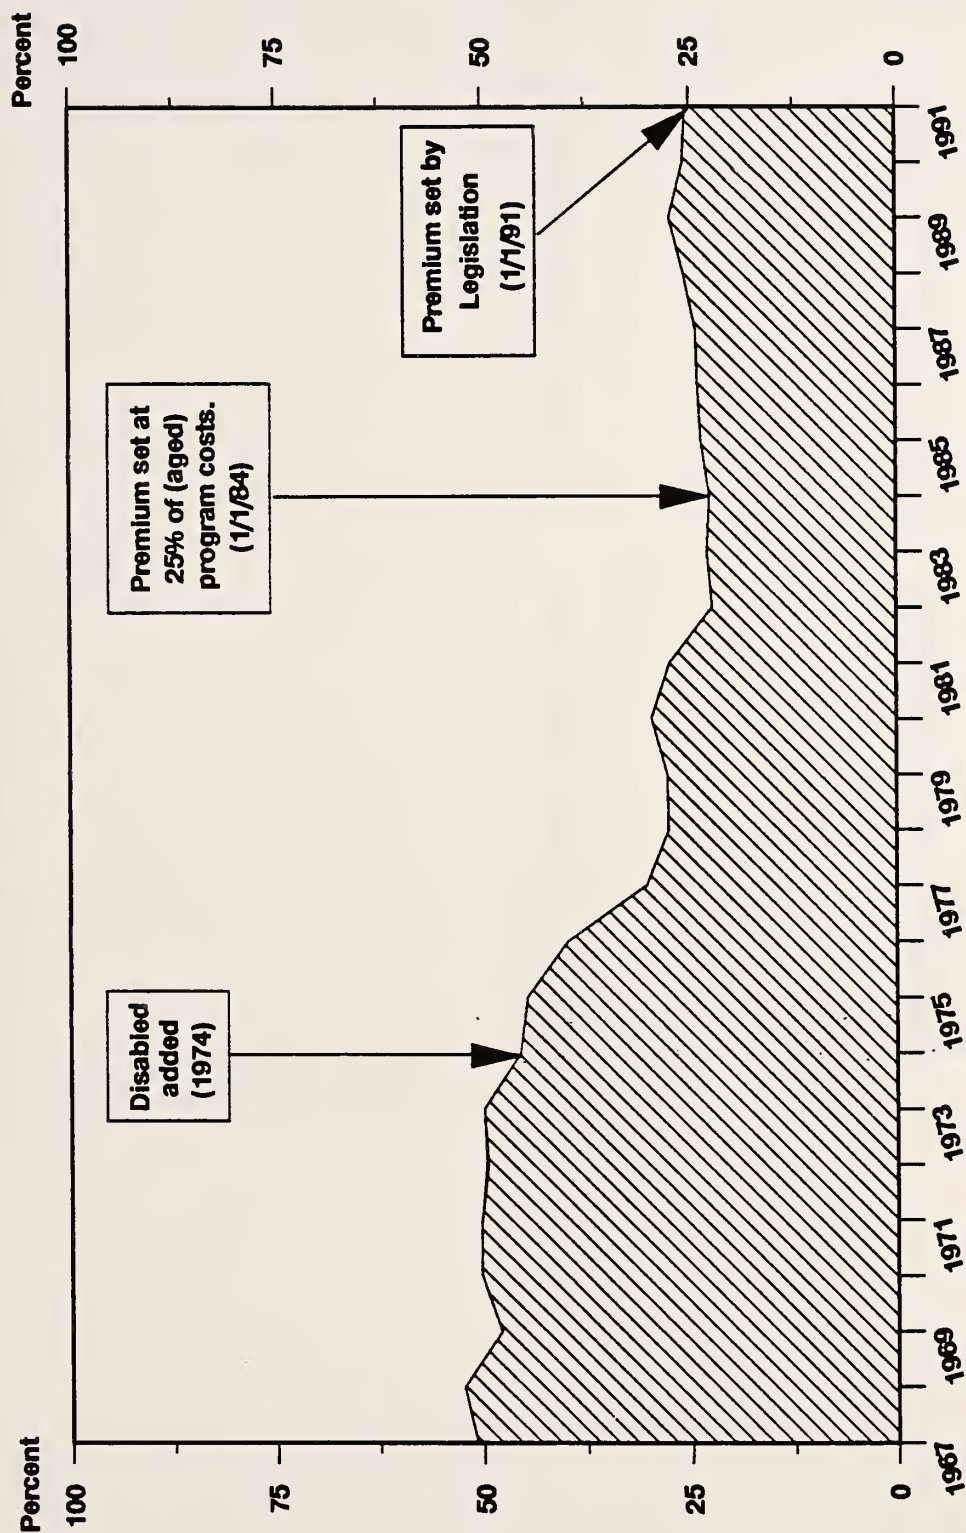 Percent
100
75
50
25
0
Percent
100
75
50
25
0
Disabled
added
(1974)
Premium set at
25% of (aged)
program costs.
(1/1/84)
Premium set by
Legislation
(1/1/91)
1967
1969
1971
1973
1975
1977
1979
1981
1983
1985
1987
1989
1991